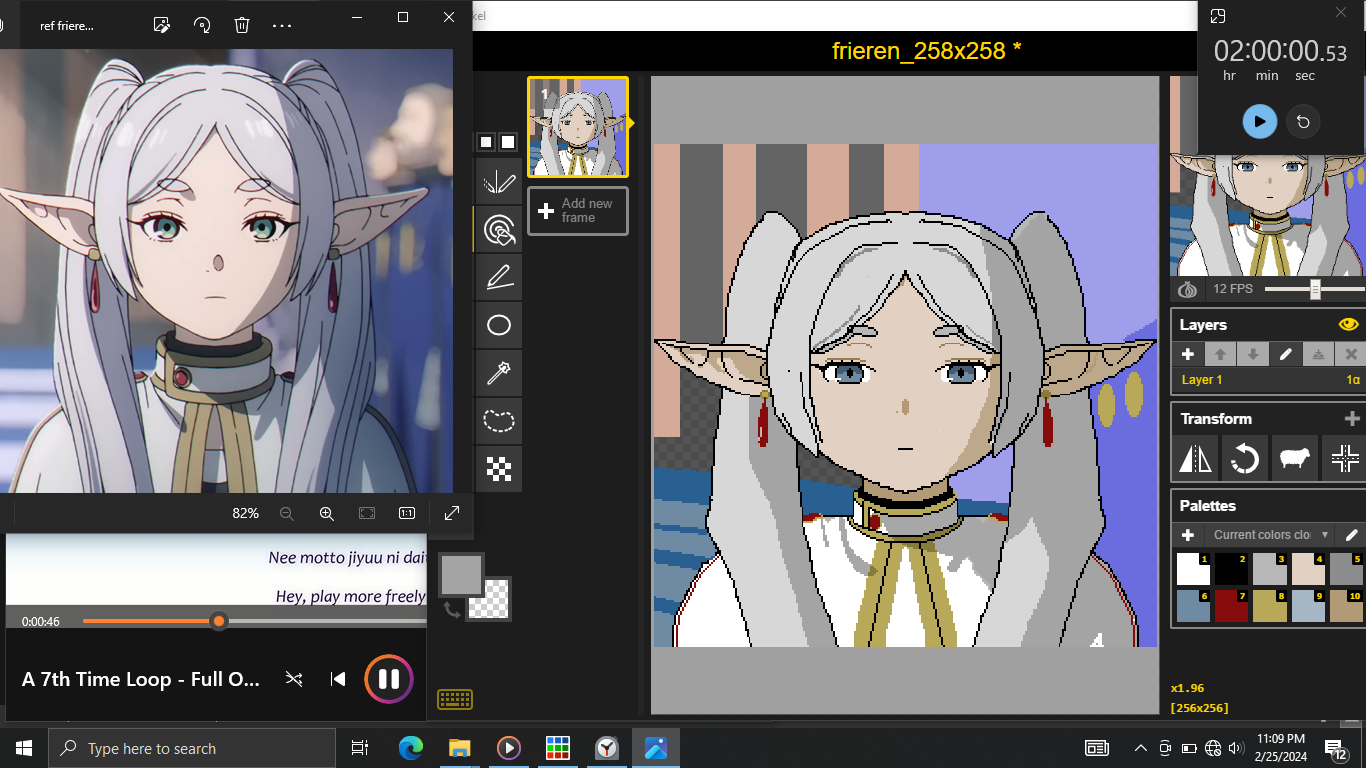 ref friere...
kel
frieren_258x258 *
02:00:00.53
hr min sec
1
Add new
frame
12 FPS
Layers
Layer 1
1α
Transform
Palettes
Current colors clo
1 2 3 4 5
6 7 8 9 10
x1.96
[256x256]
82%
1:1
Nee motto jiyuu ni dait
Hey, play more freely
0:00:46
A 7th Time Loop - Full O...
Type here to search
11:09 PM
2/25/2024
12